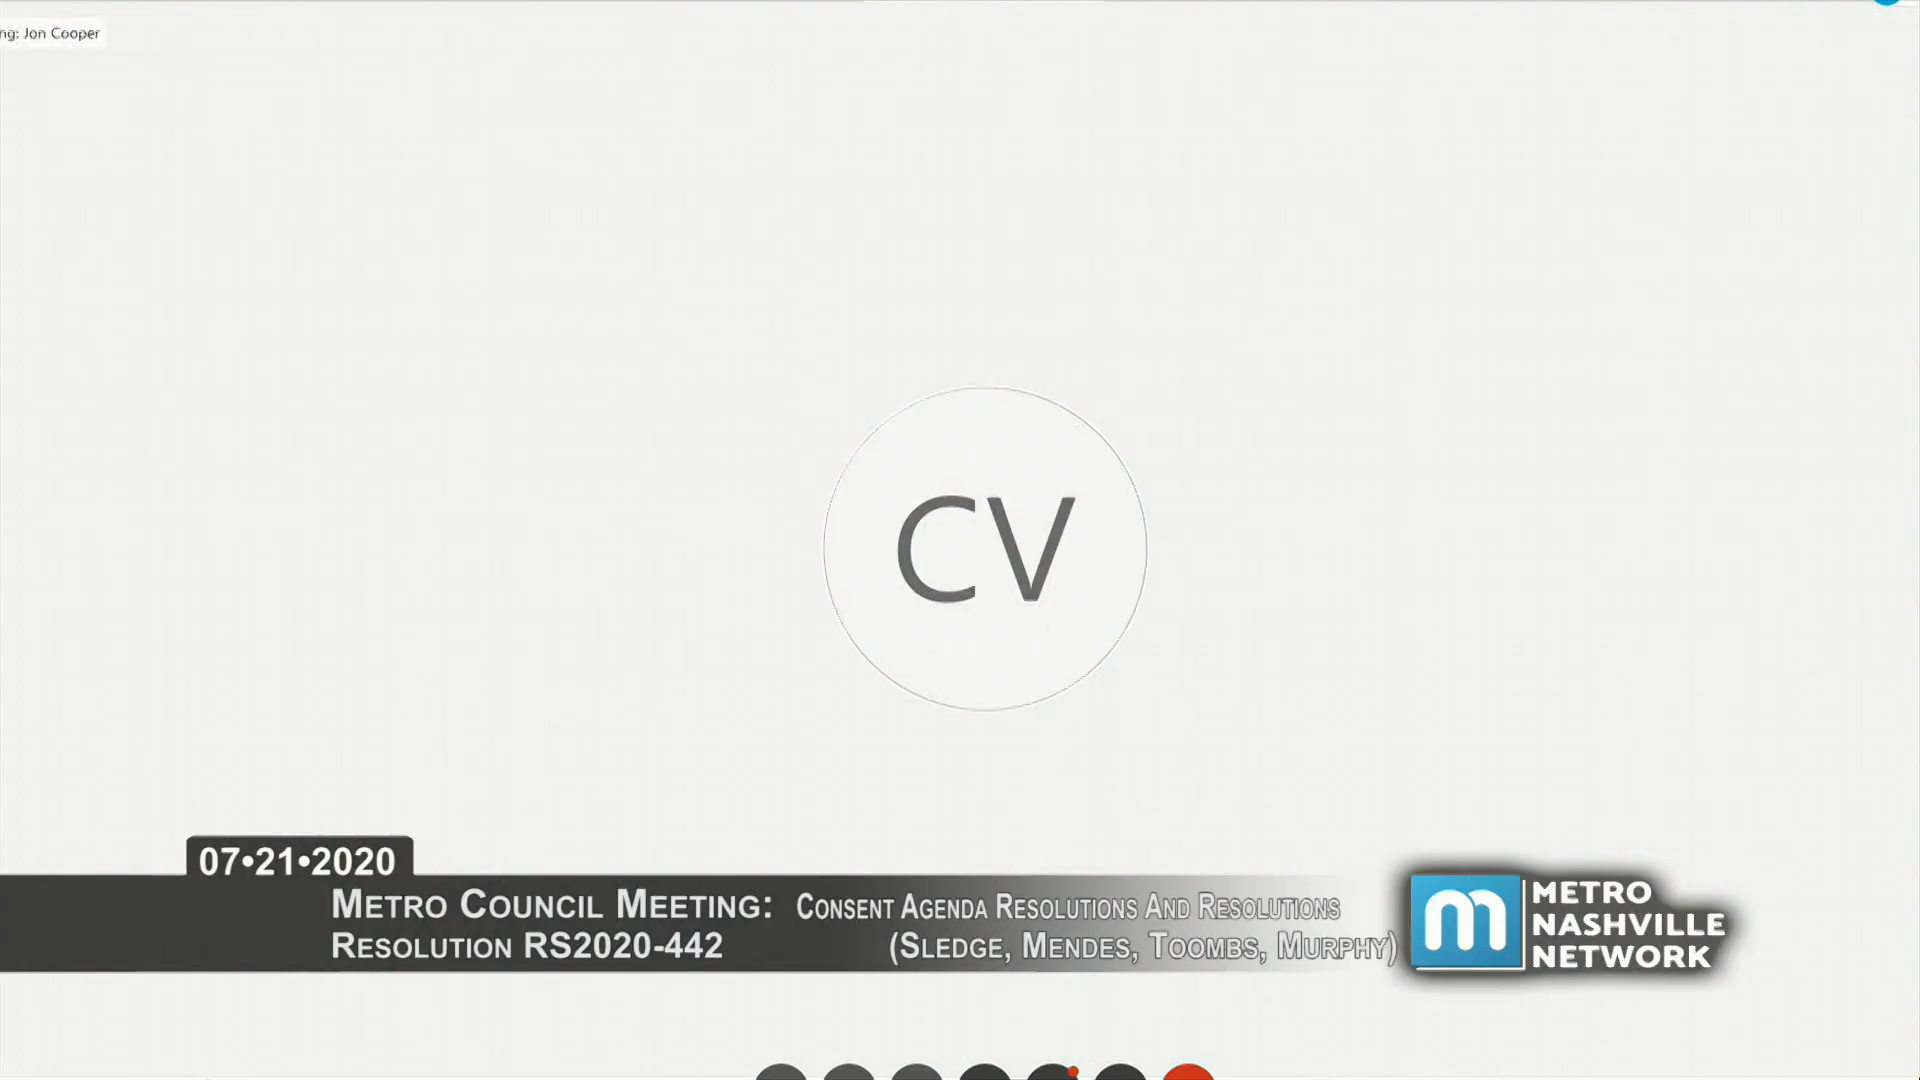 ng: Jon Cooper
CV
07•21•2020
METRO COUNCIL MEETING: CONSENT AGENDA RESOLUTIONS AND RESOLUTIONS
RESOLUTION RS2020-442 (SLEDGE, MENDES, TOOMBS, MURPHY)
m METRO
NASHVILLE
NETWORK